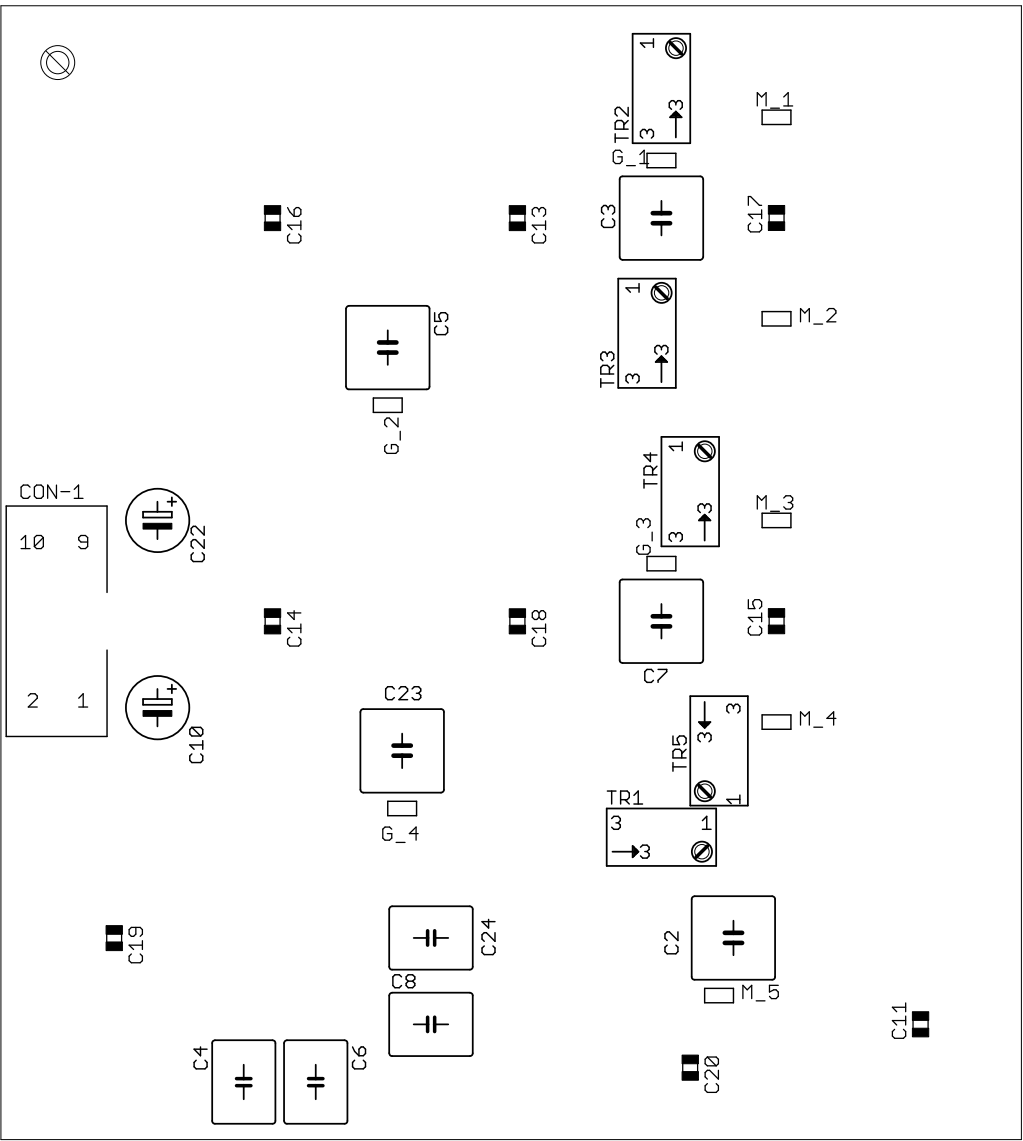 1
3
3
TR2
M_1
G_1
C16
C13
C3
C17
1
3
3
TR3
M_2
C5
G_2
1
3
3
TR4
M_3
G_3
CON-1
10 9
2 1
+
C22
+
C10
C14
C18
C7
C15
C23
G_4
3
3
1
TR5
M_4
TR1
3 1
3
C19
C24
C8
C2
M_5
C4
C6
C20
C11